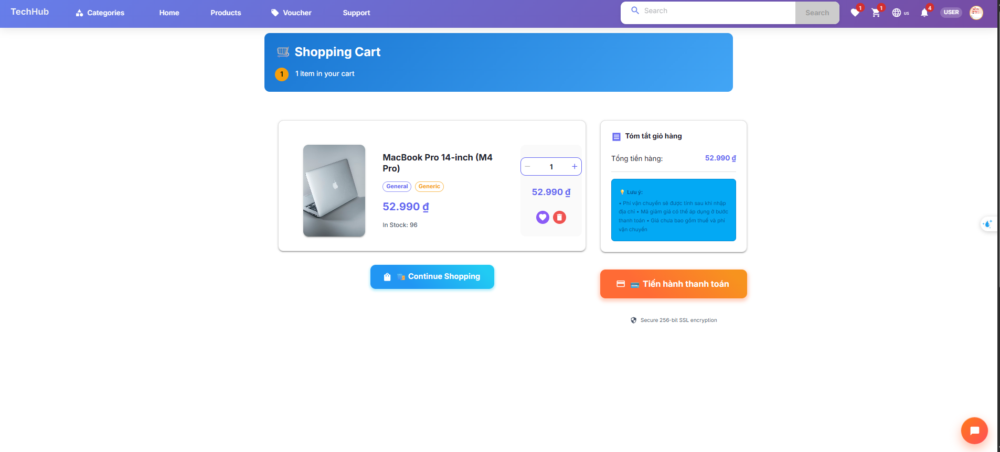 TechHub
Categories
Home
Products
Voucher
Support
Search
Search
1
1
US
4
USER
Shopping Cart
1
1 item in your cart
MacBook Pro 14-inch (M4
Pro)
General
Generic
52.990 ₫
In Stock: 96
1
52.990 ₫
Tóm tắt giỏ hàng
Tổng tiền hàng:
52.990 ₫
💡 Lưu ý:
• Phí vận chuyển sẽ được tính sau khi nhập
địa chỉ • Mã giảm giá có thể áp dụng ở bước
thanh toán • Giá chưa bao gồm thuế và phí
vận chuyển
Continue Shopping
Tiến hành thanh toán
Secure 256-bit SSL encryption